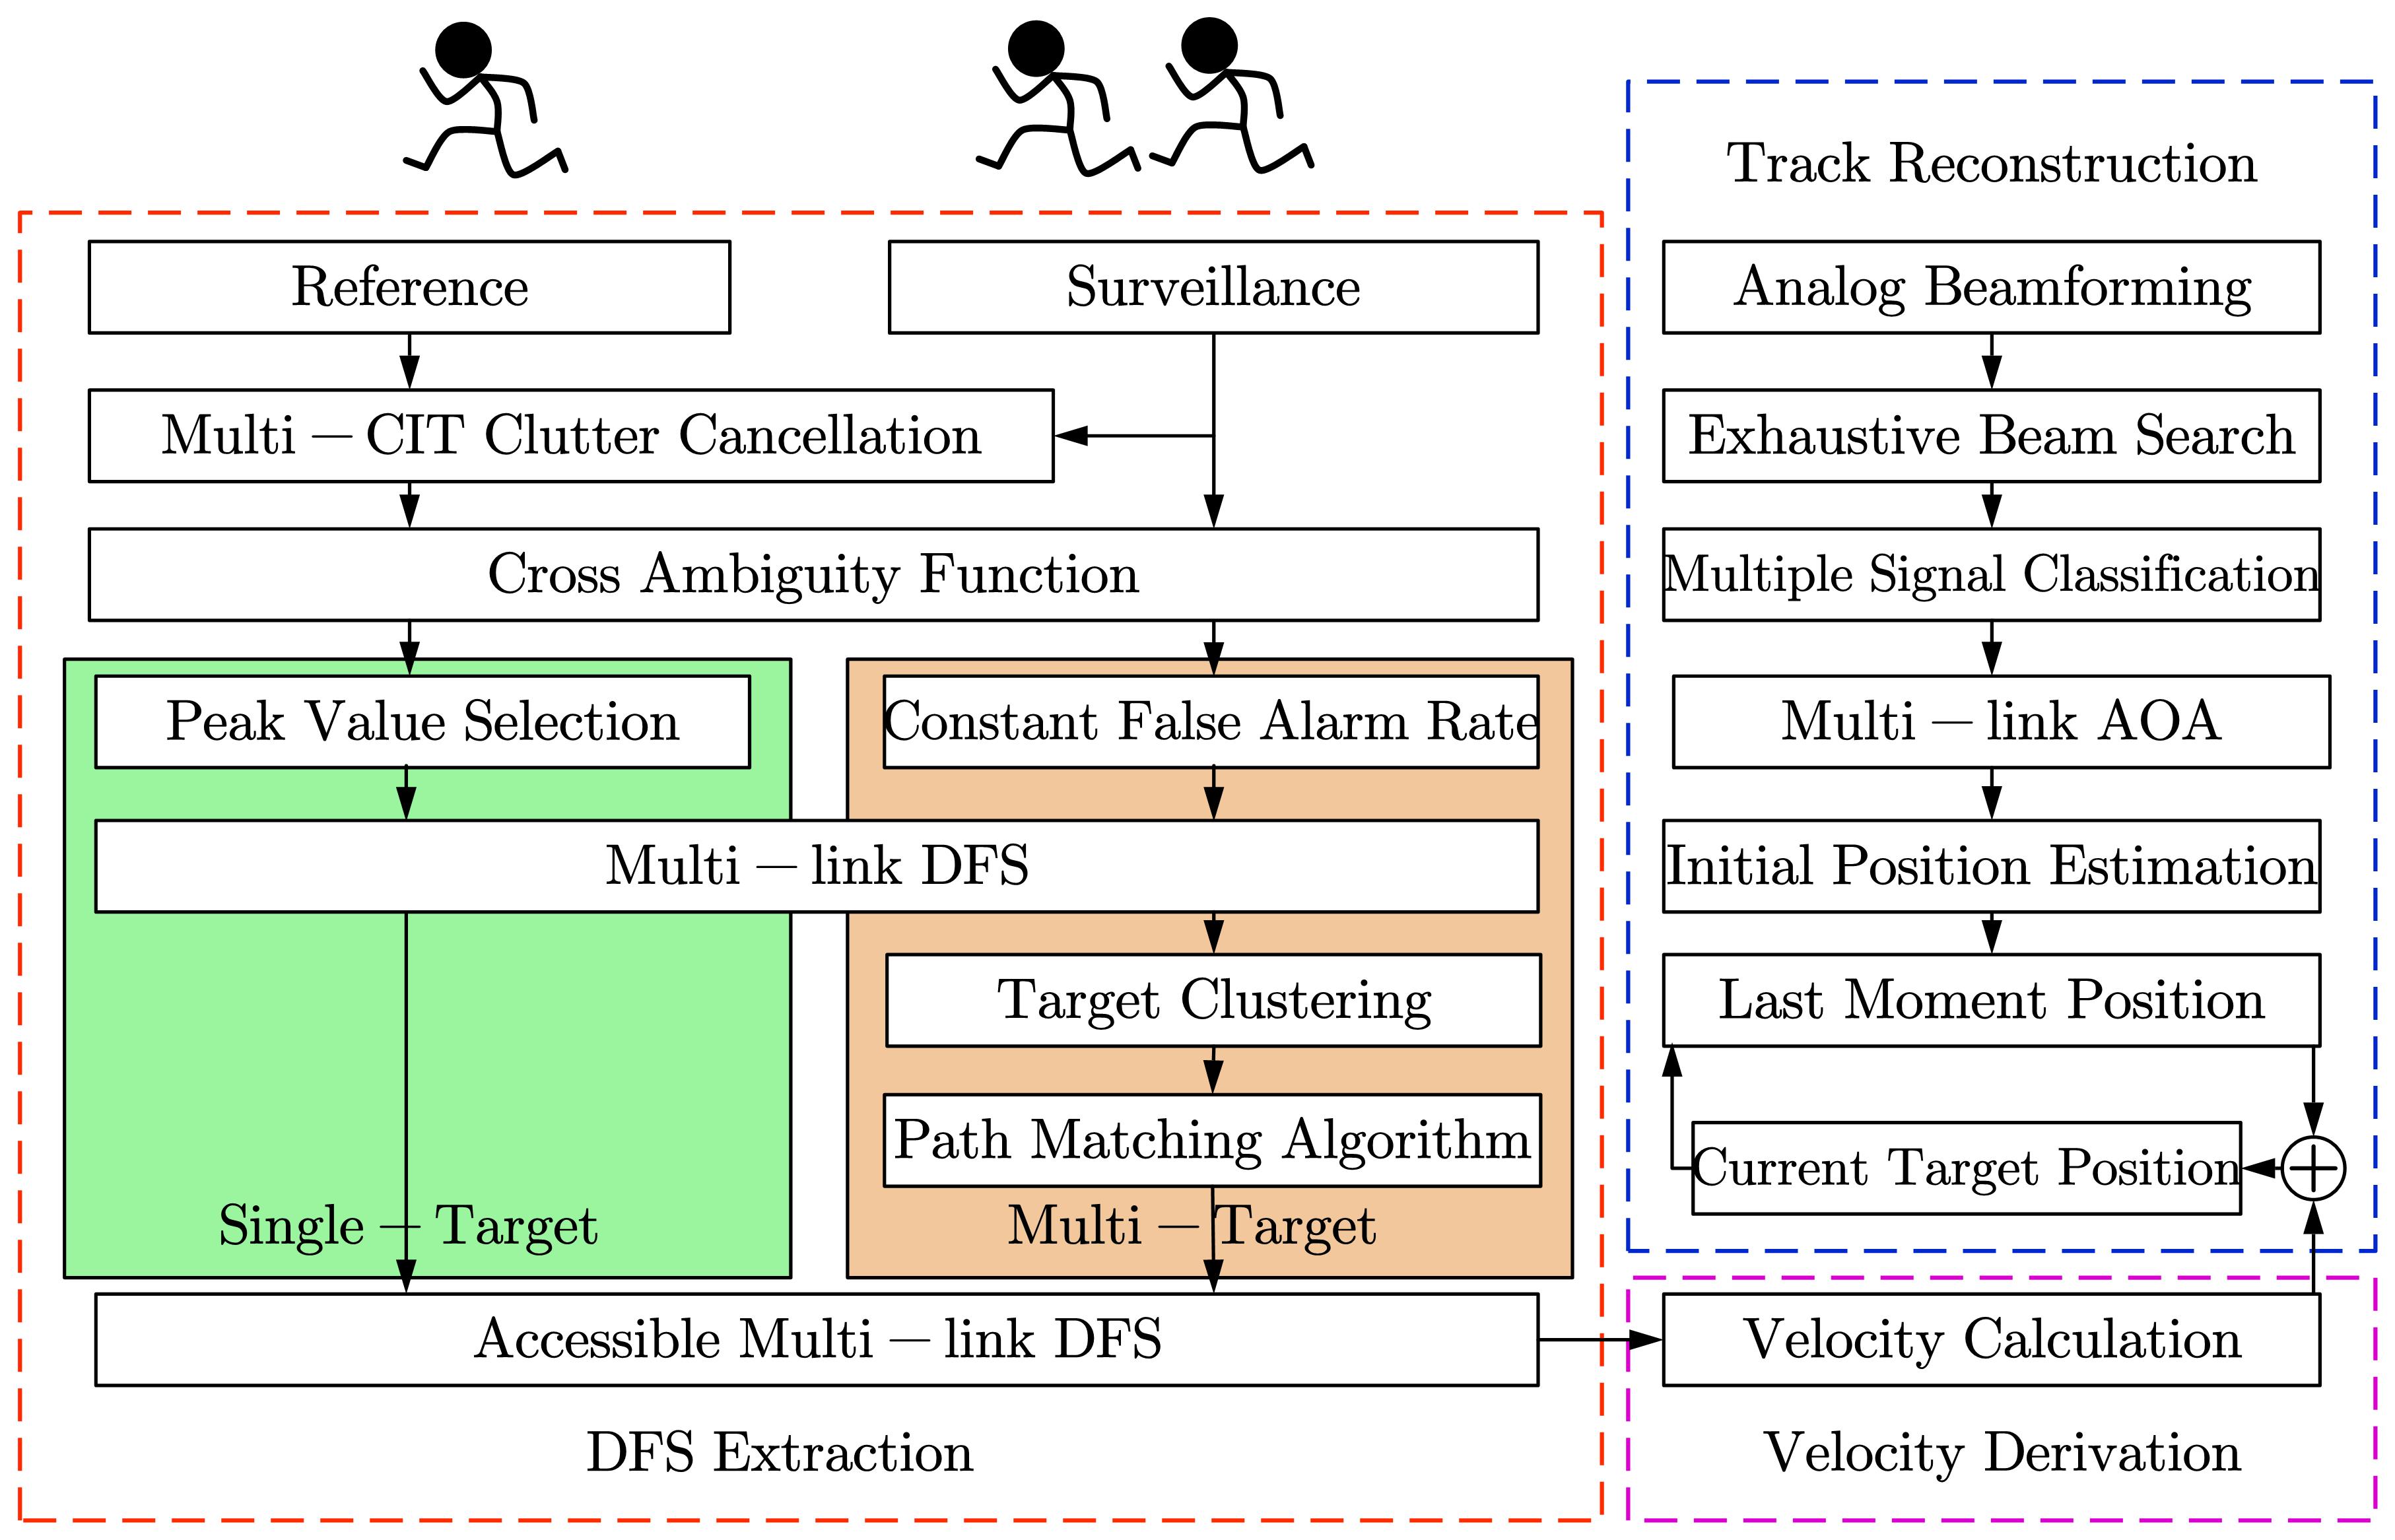 Reference
Surveillance
Multi – CIT Clutter Cancellation
Cross Ambiguity Function
Peak Value Selection
Constant False Alarm Rate
Multi – link DFS
Target Clustering
Path Matching Algorithm
Single – Target
Multi – Target
Accessible Multi – link DFS
DFS Extraction
Track Reconstruction
Analog Beamforming
Exhaustive Beam Search
Multiple Signal Classification
Multi – link AOA
Initial Position Estimation
Last Moment Position
Current Target Position
Velocity Calculation
Velocity Derivation